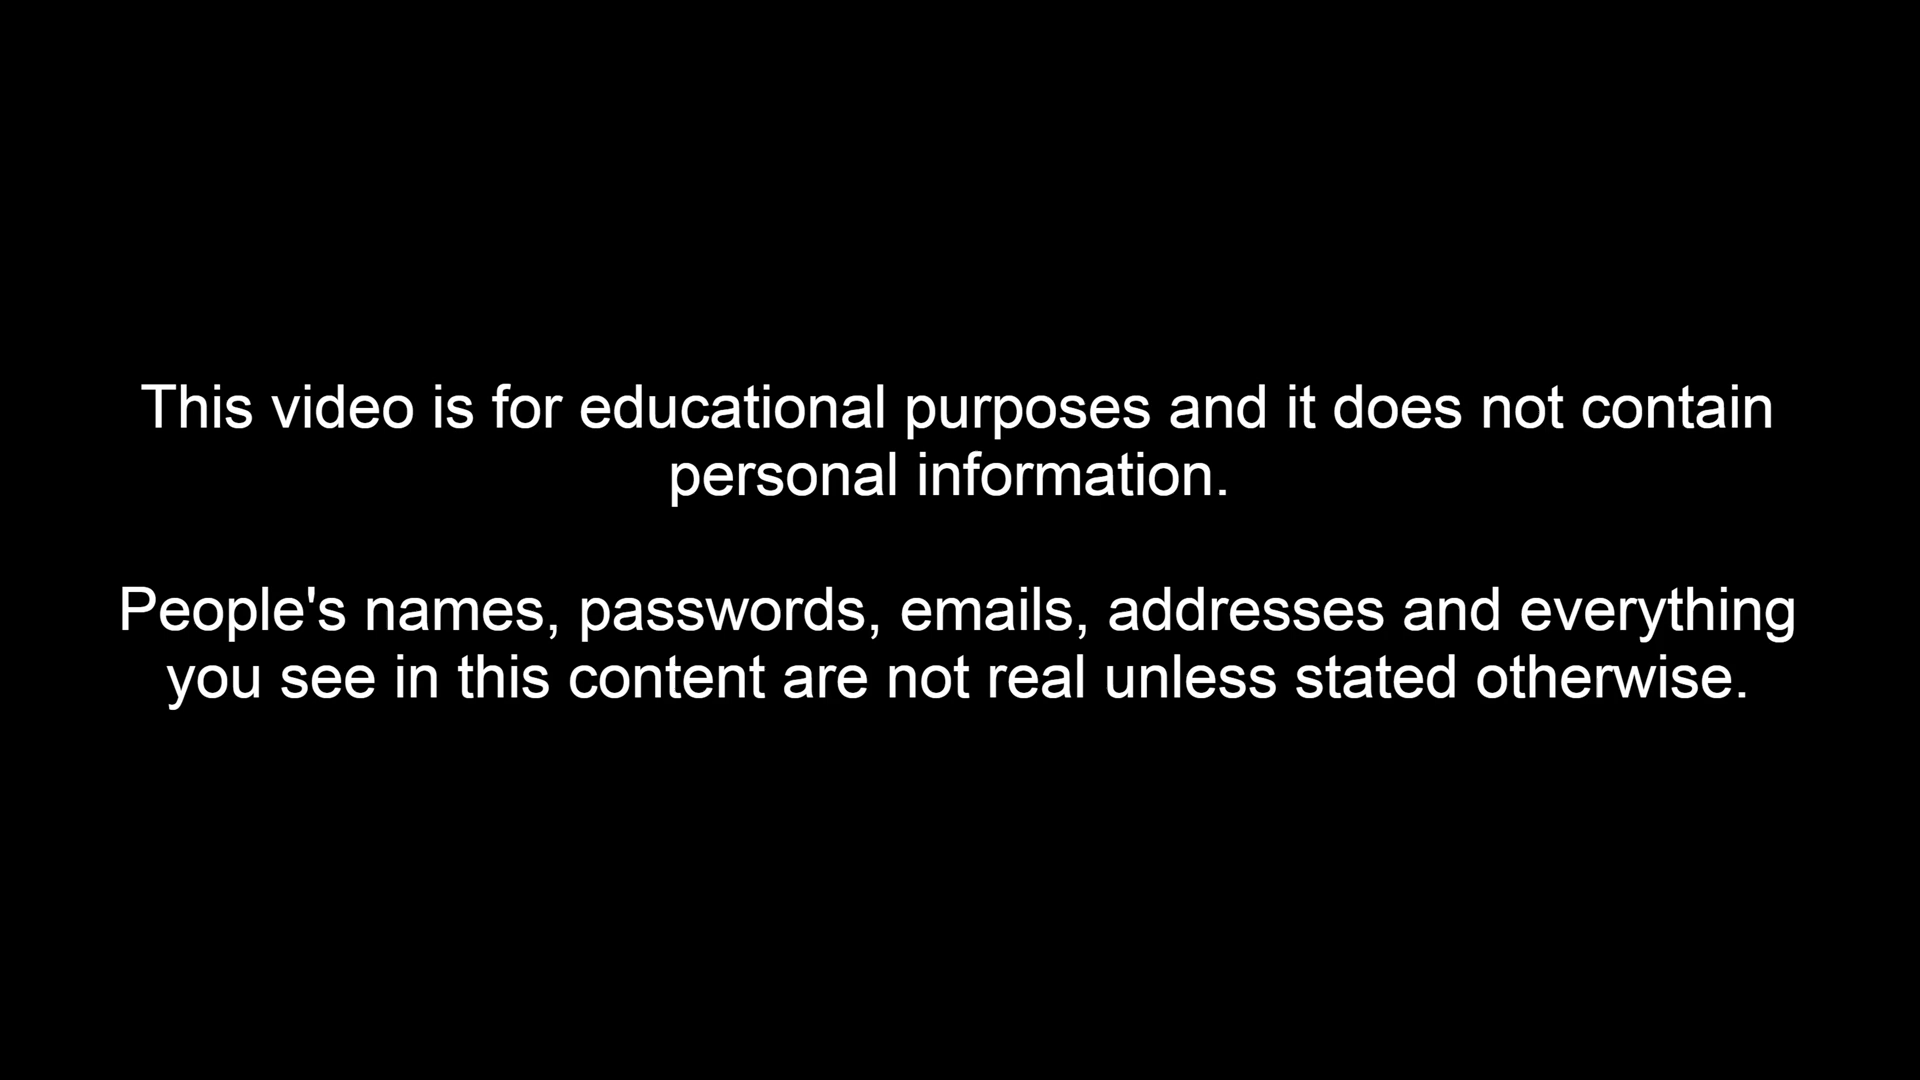 This video is for educational purposes and it does not contain
personal information.
People's names, passwords, emails, addresses and everything
you see in this content are not real unless stated otherwise.